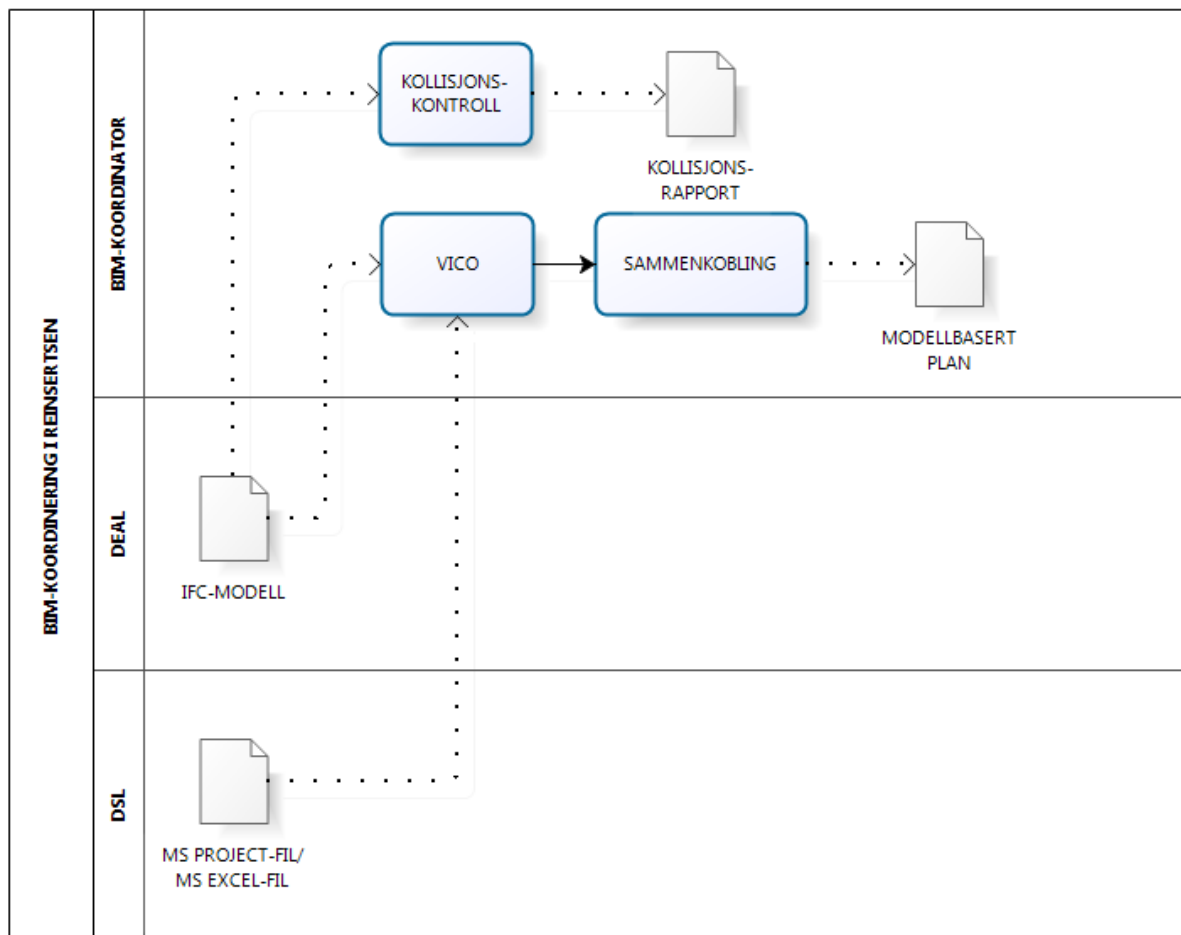 BIM-KOORDINERING I REINSERTSEN
BIM-KOORDINATOR
KOLLISJONS-
KONTROLL
KOLLISJONS-
RAPPORT
VICO
SAMMENKOBLING
MODELLBASERT
PLAN
DEAL
IFC-MODELL
DSL
MS PROJECT-FIL/
MS EXCEL-FIL